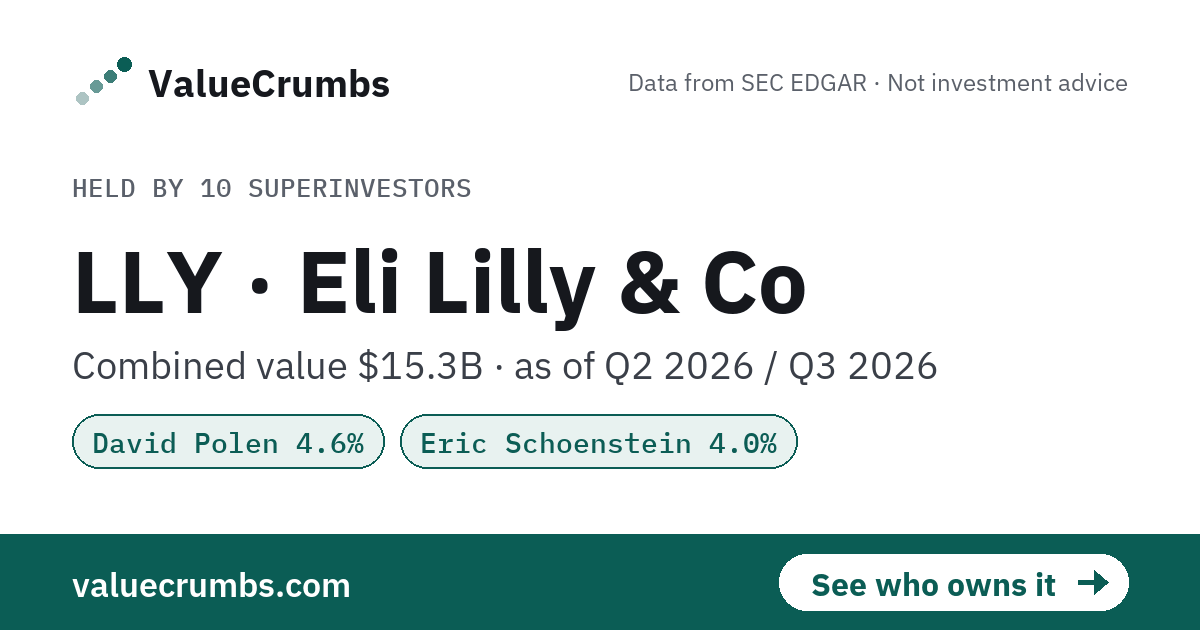 ValueCrumbs
Data from SEC EDGAR · Not investment advice
HELD BY 10 SUPERINVESTORS
LLY · Eli Lilly & Co
Combined value $15.3B · as of Q2 2026 / Q3 2026
David Polen 4.6%
Eric Schoenstein 4.0%
valuecrumbs.com
See who owns it →